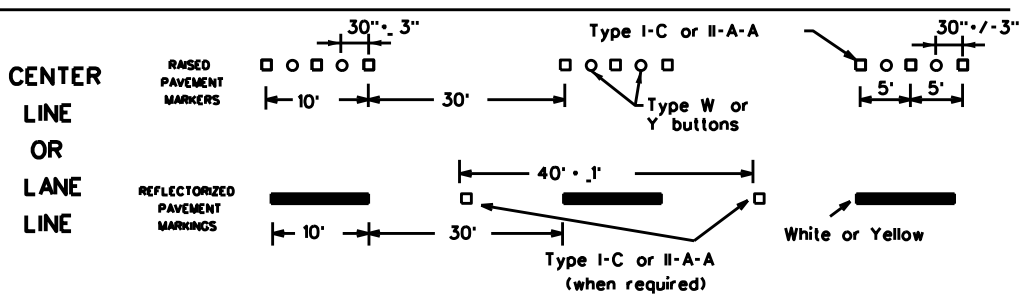 CENTER
LINE
OR
LANE
LINE
RAISED
PAVEMENT
MARKERS
30"·_ 3"
10'
30'
Type I-C or II-A-A
Type W or
Y buttons
30"·/-3"
5'
5'
REFLECTORIZED
PAVEMENT
MARKINGS
10'
30'
40' · _1'
Type I-C or II-A-A
(when required)
White or Yellow